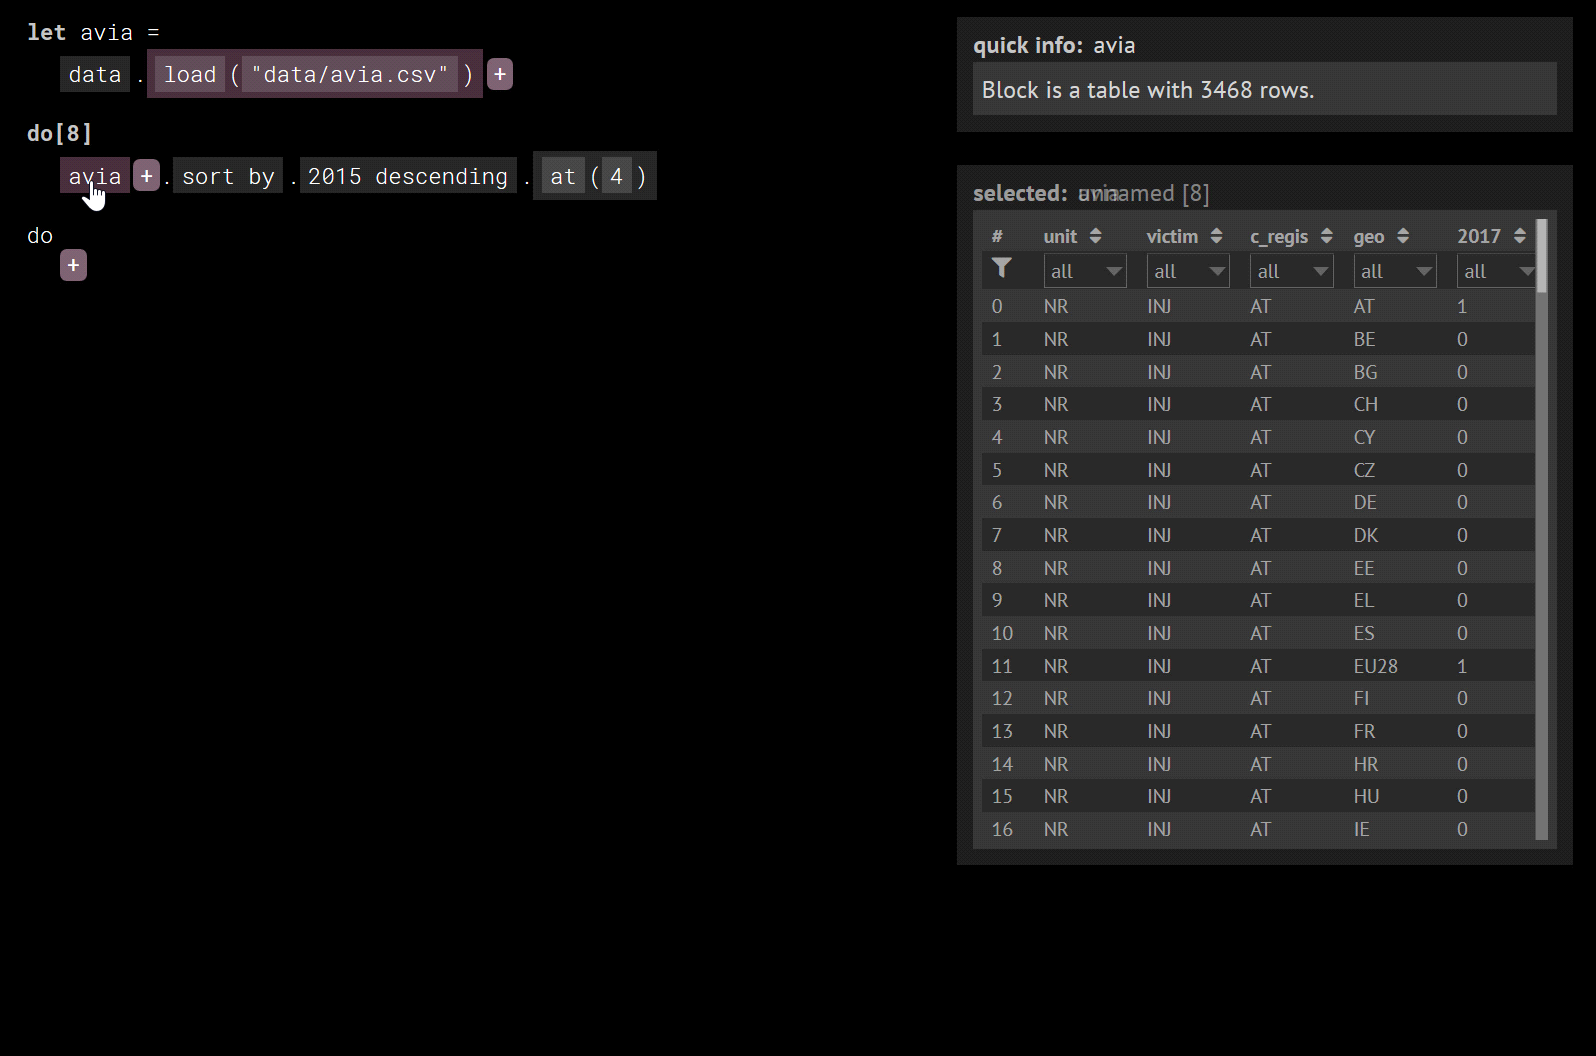 let avia =
data . load ( "data/avia.csv" ) +
do[8]
avia + . sort by . 2015 descending . at ( 4 )
do
+
quick info: avia
Block is a table with 3468 rows.
selected: unnamed [8]
# unit victim c_regis geo 2017
all all all all all
0 NR INJ AT AT 1
1 NR INJ AT BE 0
2 NR INJ AT BG 0
3 NR INJ AT CH 0
4 NR INJ AT CY 0
5 NR INJ AT CZ 0
6 NR INJ AT DE 0
7 NR INJ AT DK 0
8 NR INJ AT EE 0
9 NR INJ AT EL 0
10 NR INJ AT ES 0
11 NR INJ AT EU28 1
12 NR INJ AT FI 0
13 NR INJ AT FR 0
14 NR INJ AT HR 0
15 NR INJ AT HU 0
16 NR INJ AT IE 0